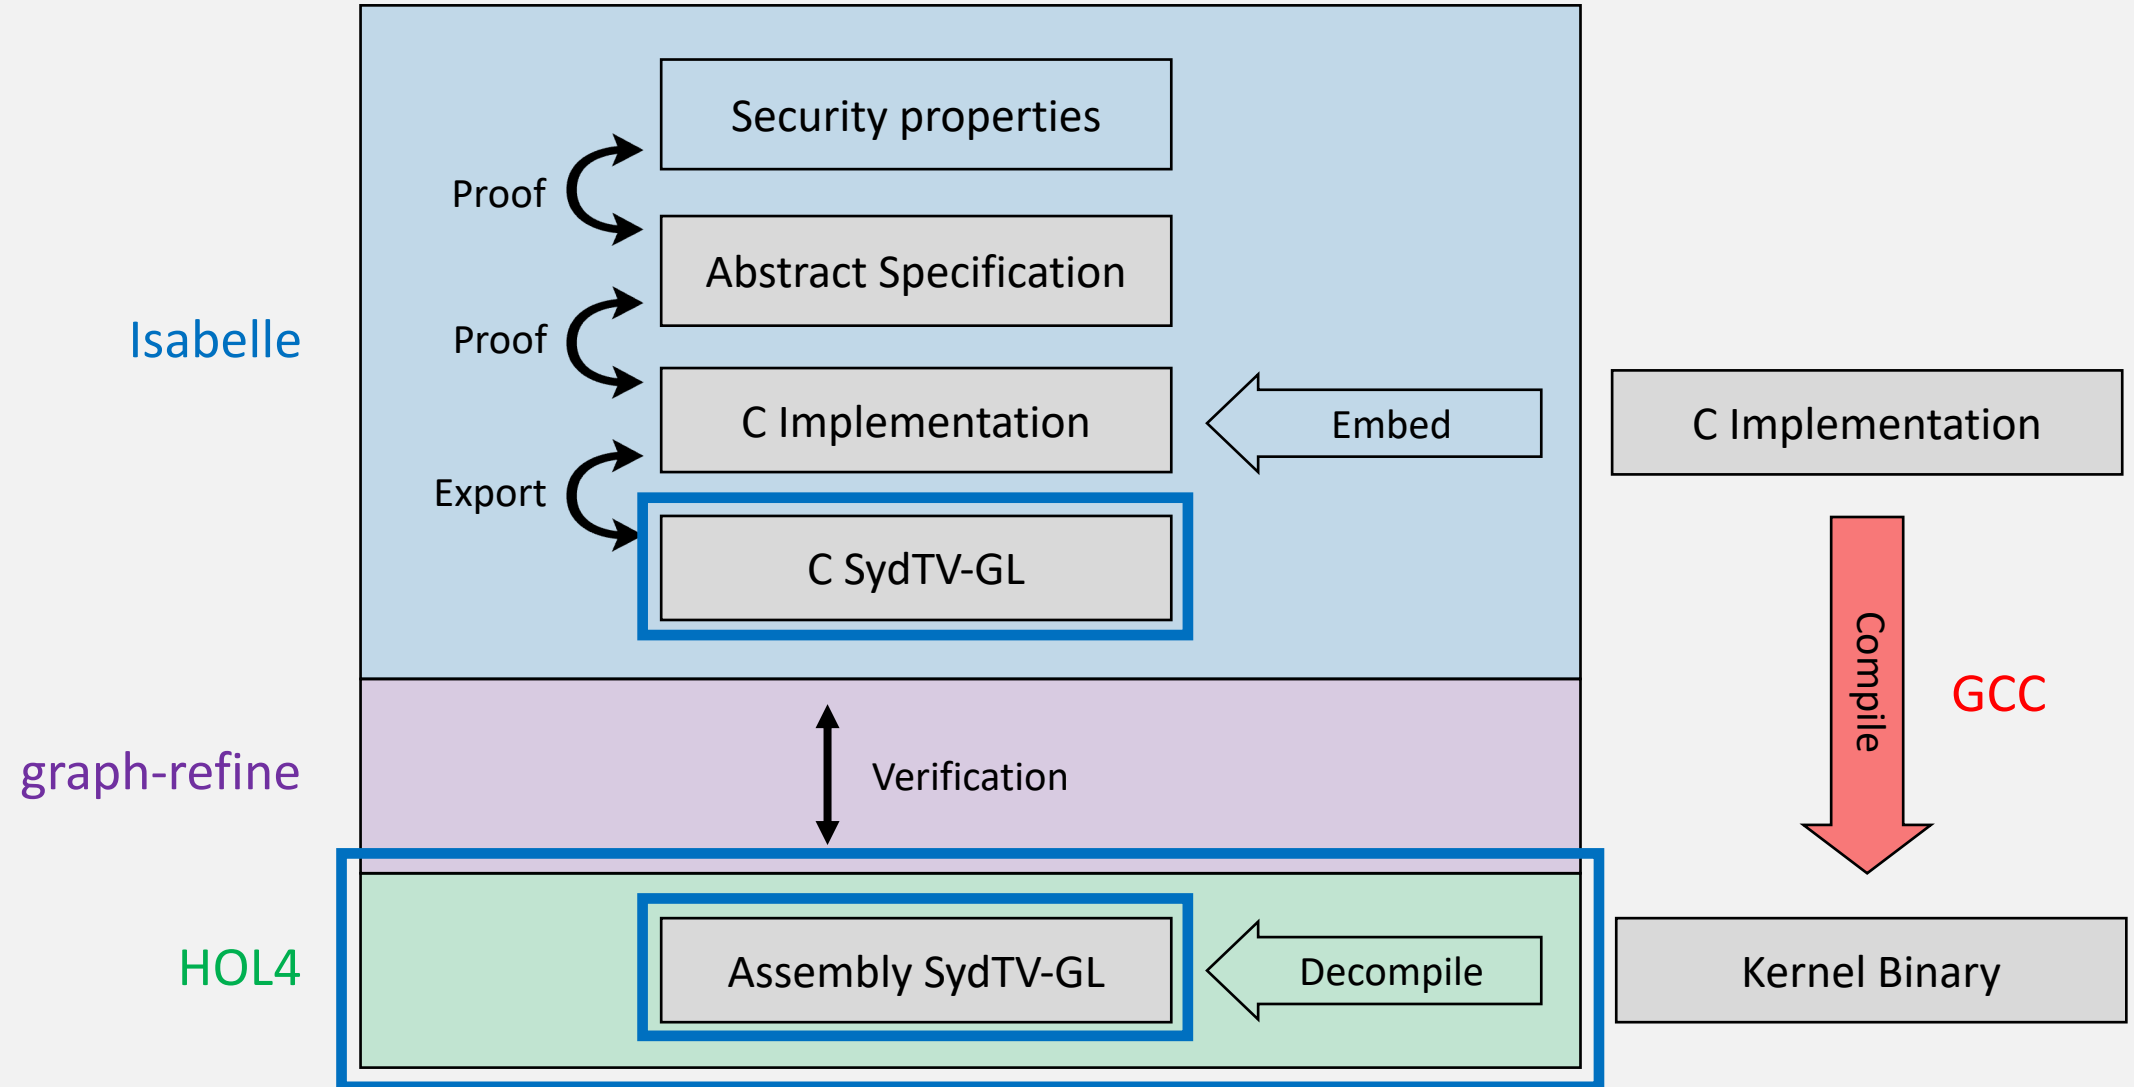 Security properties
Proof
Abstract Specification
Isabelle
Proof
C Implementation
Embed
C Implementation
Export
C SydTV-GL
Compile
GCC
graph-refine
Verification
HOL4
Assembly SydTV-GL
Decompile
Kernel Binary